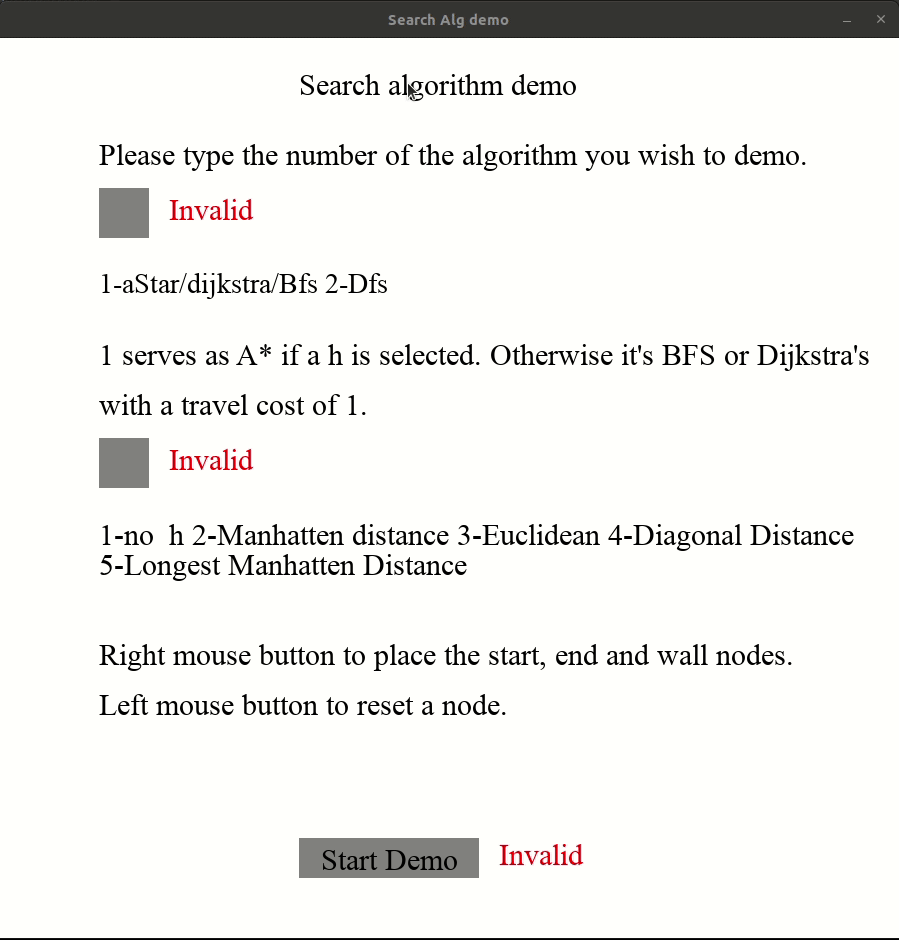 Search Alg demo
Search algorithm demo
Please type the number of the algorithm you wish to demo.
Invalid
1-aStar/dijkstra/Bfs 2-Dfs
1 serves as A* if a h is selected. Otherwise it's BFS or Dijkstra's
with a travel cost of 1.
Invalid
1-no  h 2-Manhatten distance 3-Euclidean 4-Diagonal Distance
5-Longest Manhatten Distance
Right mouse button to place the start, end and wall nodes.
Left mouse button to reset a node.
Start Demo Invalid